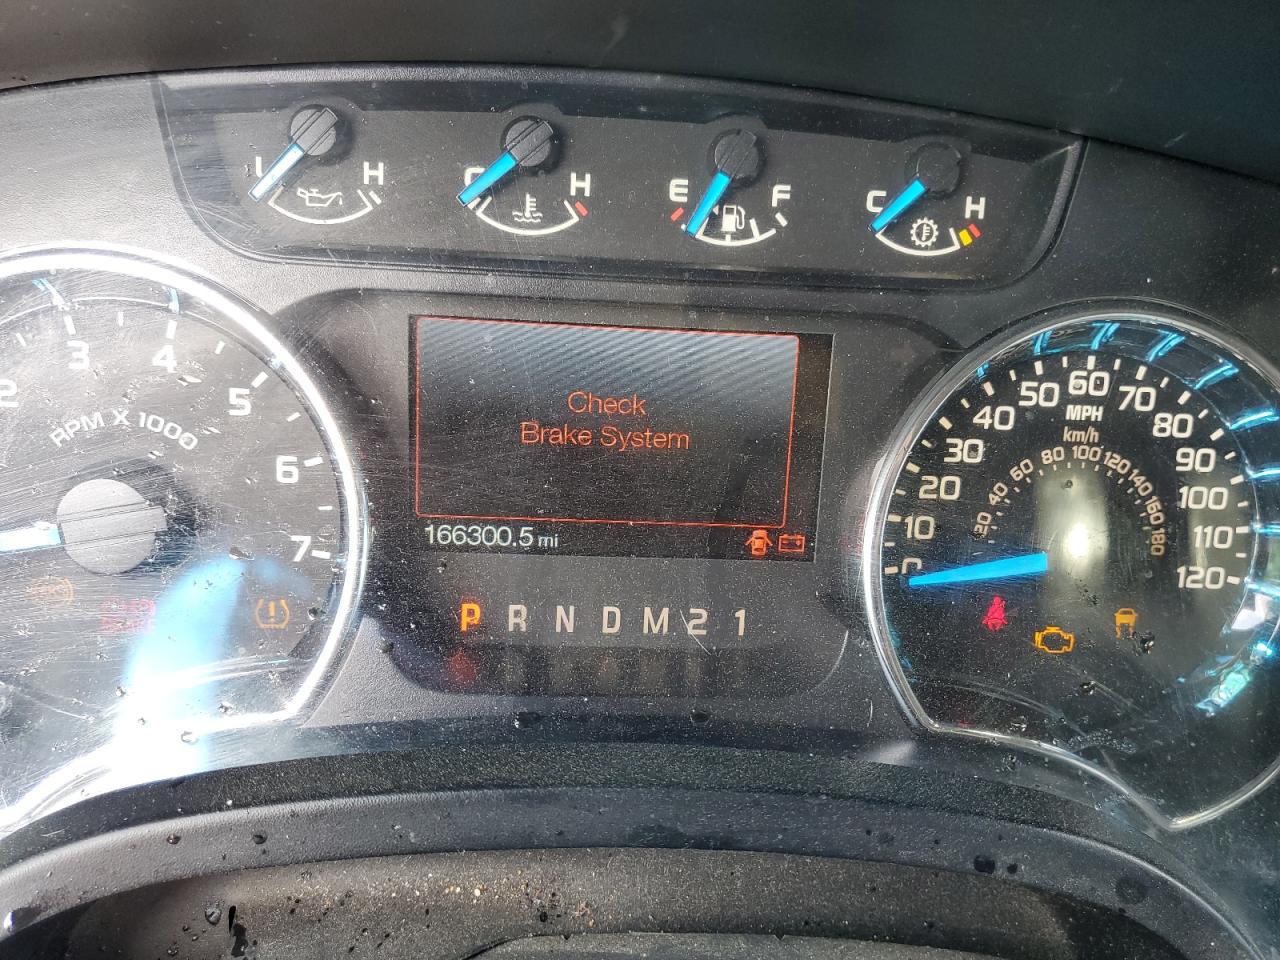 H
H
E F
C H
2 3 4 5 6 7
RPM X 1000
Check
Brake System
166300.5 mi
P R N D M 2 1
0 10 20 30 40 50 60 70 80 90 100 110 120
MPH
km/h
20 40 60 80 100 120 140 160 180